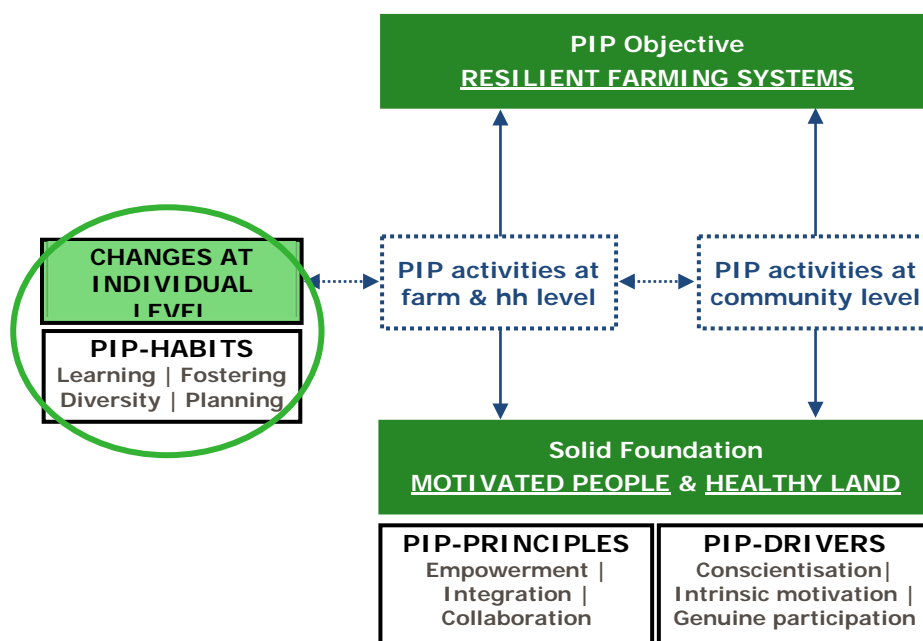 PIP Objective
RESILIENT FARMING SYSTEMS
CHANGES AT
INDIVIDUAL
LEVEL
PIP-HABITS
Learning | Fostering
Diversity | Planning
PIP activities at
farm & hh level
PIP activities at
community level
Solid Foundation
MOTIVATED PEOPLE & HEALTHY LAND
PIP-PRINCIPLES
Empowerment |
Integration |
Collaboration
PIP-DRIVERS
Conscientisation|
Intrinsic motivation |
Genuine participation